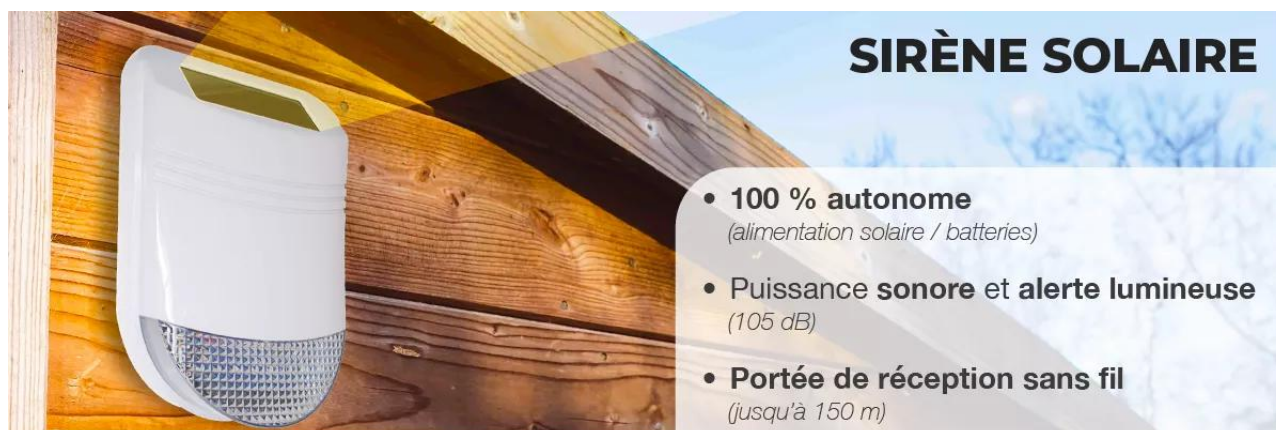 SIRÈNE SOLAIRE
• 100 % autonome
(alimentation solaire / batteries)
• Puissance sonore et alerte lumineuse
(105 dB)
• Portée de réception sans fil
(jusqu'à 150 m)